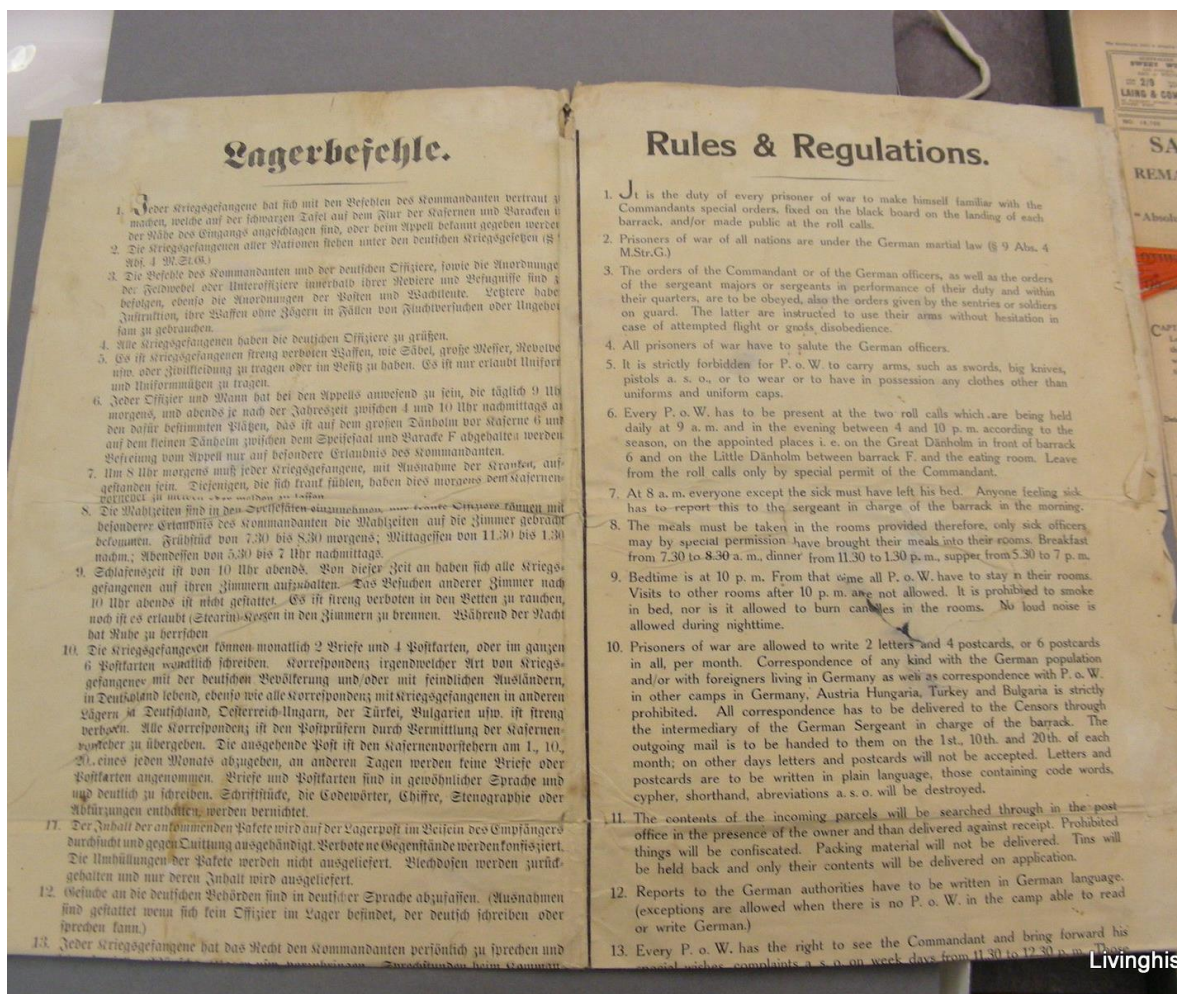 Lagerbefehle.
1. Jeder Kriegsgefangene hat sich mit den Befehlen des Kommandanten vertraut
machen, welche auf der schwarzen Tafel auf dem Flur der Kasernen und Baracken
der Nähe des Eingangs angeschlagen sind, oder beim Appell bekannt gegeben werden
2. Die Kriegsgefangenen aller Nationen stehen unter den deutschen Kriegsgesetzen (§
Abs. 4 M.St.G.)
3. Die Befehle des Kommandanten und der deutschen Offiziere, sowie die Anordnunge
der Feldwebel oder Unteroffiziere innerhalb ihrer Reviere und Befugnisse sind z
befolgen, ebenso die Anordnungen der Posten und Wachtleute. Letztere habe
Instruktion, ihre Waffen ohne Zögern in Fällen von Fluchtversuchen oder Ungehor
sam zu gebrauchen.
4. Alle Kriegsgefangenen haben die deutschen Offiziere zu grüßen.
5. Es ist Kriegsgefangenen streng verboten Waffen, wie Säbel, große Messer, Revolve
usw. oder Zivilkleidung zu tragen oder im Besitz zu haben. Es ist nur erlaubt Uniform
und Uniformmützen zu tragen.
6. Jeder Offizier und Mann hat bei den Appells anwesend zu sein, die täglich 9 Uh
morgens, und abends je nach der Jahreszeit zwischen 4 und 10 Uhr nachmittags a
den dafür bestimmten Plätzen, das ist auf dem großen Dänholm vor Kaserne 6 und
auf dem kleinen Dänholm zwischen dem Speisesaal und Baracke F abgehalten werden
Befreiung vom Appell nur auf besondere Erlaubnis des Kommandanten.
7. Um 8 Uhr morgens muß jeder Kriegsgefangene, mit Ausnahme der Kranken, auf-
gestanden sein. Diejenigen, die sich krank fühlen, haben dies morgens dem Kasernen-
vorsteher zu melden oder melden zu lassen.
8. Die Mahlzeiten sind in den Speisesälen einzunehmen, nur kranke Offiziere können mit
besonderer Erlaubnis des Kommandanten die Mahlzeiten auf die Zimmer gebracht
bekommen. Frühstück von 7.30 bis 8.30 morgens; Mittagessen von 11.30 bis 1.30
nachm.; Abendessen von 5.30 bis 7 Uhr nachmittags.
9. Schlafenszeit ist von 10 Uhr abends. Von dieser Zeit an haben sich alle Kriegs-
gefangenen auf ihren Zimmern aufzuhalten. Das Besuchen anderer Zimmer nach
10 Uhr abends ist nicht gestattet. Es ist streng verboten in den Betten zu rauchen,
noch ist es erlaubt (Stearin) Kerzen in den Zimmern zu brennen. Während der Nacht
hat Ruhe zu herrschen
10. Die Kriegsgefangenen können monatlich 2 Briefe und 4 Postkarten, oder im ganzen
6 Postkarten monatlich schreiben. Korrespondenz irgendwelcher Art von Kriegs-
gefangenen mit der deutschen Bevölkerung und/oder mit feindlichen Ausländern,
in Deutschland lebend, ebenso wie alle Korrespondenz mit Kriegsgefangenen in anderen
Lägern in Deutschland, Oesterreich-Ungarn, der Türkei, Bulgarien usw. ist streng
verboten. Alle Korrespondenz ist den Postprüfern durch Vermittlung der Kasernen-
vorsteher zu übergeben. Die ausgehende Post ist den Kasernenvorstehern am 1., 10.,
20. eines jeden Monats abzugeben, an anderen Tagen werden keine Briefe oder
Postkarten angenommen. Briefe und Postkarten sind in gewöhnlicher Sprache und
und deutlich zu schreiben. Schriftstücke, die Codewörter, Chiffre, Stenographie oder
Abkürzungen enthalten, werden vernichtet.
11. Der Inhalt der ankommenden Pakete wird auf der Lagerpost im Beisein des Empfängers
durchsucht und gegen Quittung ausgehändigt. Verbotene Gegenstände werden konfisziert.
Die Umhüllungen der Pakete werden nicht ausgeliefert. Blechdosen werden zurück-
gehalten und nur deren Inhalt wird ausgeliefert.
12. Gesuche an die deutschen Behörden sind in deutscher Sprache abzufassen. (Ausnahmen
sind gestattet wenn sich kein Offizier im Lager befindet, der deutsch schreiben oder
sprechen kann.)
13. Jeder Kriegsgefangene hat das Recht den Kommandanten persönlich zu sprechen und
Rules & Regulations.
1. It is the duty of every prisoner of war to make himself familiar with the
Commandants special orders, fixed on the black board on the landing of each
barrack, and/or made public at the roll calls.
2. Prisoners of war of all nations are under the German martial law (§ 9 Abs. 4
M.Str.G.)
3. The orders of the Commandant or of the German officers, as well as the orders
of the sergeant majors or sergeants in performance of their duty and within
their quarters, are to be obeyed, also the orders given by the sentries or soldiers
on guard. The latter are instructed to use their arms without hesitation in
case of attempted flight or gross disobedience.
4. All prisoners of war have to salute the German officers.
5. It is strictly forbidden for P. o. W. to carry arms, such as swords, big knives,
pistols a. s. o., or to wear or to have in possession any clothes other than
uniforms and uniform caps.
6. Every P. o. W. has to be present at the two roll calls which are being held
daily at 9 a. m. and in the evening between 4 and 10 p. m. according to the
season, on the appointed places i. e. on the Great Dänholm in front of barrack
6 and on the Little Dänholm between barrack F. and the eating room. Leave
from the roll calls only by special permit of the Commandant.
7. At 8 a. m. everyone except the sick must have left his bed. Anyone feeling sick
has to report this to the sergeant in charge of the barrack in the morning.
8. The meals must be taken in the rooms provided therefore, only sick officers
may by special permission have brought their meals into their rooms. Breakfast
from 7.30 to 8.30 a. m., dinner from 11.30 to 1.30 p. m., supper from 5.30 to 7 p. m.
9. Bedtime is at 10 p. m. From that time all P. o. W. have to stay in their rooms.
Visits to other rooms after 10 p. m. are not allowed. It is prohibited to smoke
in bed, nor is it allowed to burn candles in the rooms. No loud noise is
allowed during nighttime.
10. Prisoners of war are allowed to write 2 letters and 4 postcards, or 6 postcards
in all, per month. Correspondence of any kind with the German population
and/or with foreigners living in Germany as well as correspondence with P. o. W.
in other camps in Germany, Austria Hungaria, Turkey and Bulgaria is strictly
prohibited. All correspondence has to be delivered to the Censors through
the intermediary of the German Sergeant in charge of the barrack. The
outgoing mail is to be handed to them on the 1st., 10th. and 20th. of each
month; on other days letters and postcards will not be accepted. Letters and
postcards are to be written in plain language, those containing code words,
cypher, shorthand, abreviations a. s. o. will be destroyed.
11. The contents of the incoming parcels will be searched through in the post
office in the presence of the owner and than delivered against receipt. Prohibited
things will be confiscated. Packing material will not be delivered. Tins will
be held back and only their contents will be delivered on application.
12. Reports to the German authorities have to be written in German language.
(exceptions are allowed when there is no P. o. W. in the camp able to read
or write German.)
13. Every P. o. W. has the right to see the Commandant and bring forward his
special wishes, complaints a. s. o. on week days from 11.30 to 12.30 p. m. Those
SWEET
2/9
LAING & CO
SA
REMA
"Absol
CAPT
Livinghis